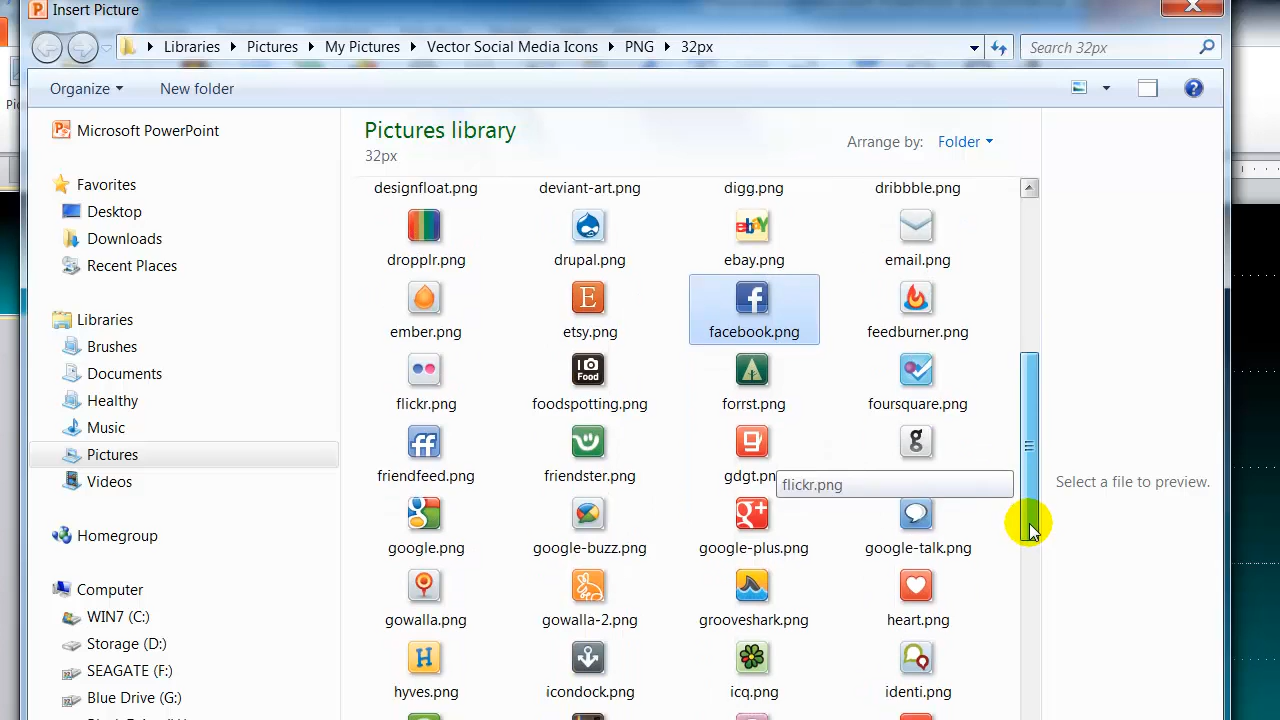 Insert Picture
Libraries Pictures My Pictures Vector Social Media Icons PNG 32px
Search 32px
Organize New folder
Microsoft PowerPoint
Favorites
Desktop
Downloads
Recent Places
Libraries
Brushes
Documents
Healthy
Music
Pictures
Videos
Homegroup
Computer
WIN7 (C:)
Storage (D:)
SEAGATE (F:)
Blue Drive (G:)
Pictures library
32px
Arrange by: Folder
designfloat.png deviant-art.png digg.png dribbble.png
ebay
dropplr.png drupal.png ebay.png email.png
E f
ember.png etsy.png facebook.png feedburner.png
I Food
flickr.png foodspotting.png forrst.png foursquare.png
ff g g
friendfeed.png friendster.png gdgt.pn
flickr.png
g g+
google.png google-buzz.png google-plus.png google-talk.png
gowalla.png gowalla-2.png grooveshark.png heart.png
H
hyves.png icondock.png icq.png identi.png
Select a file to preview.